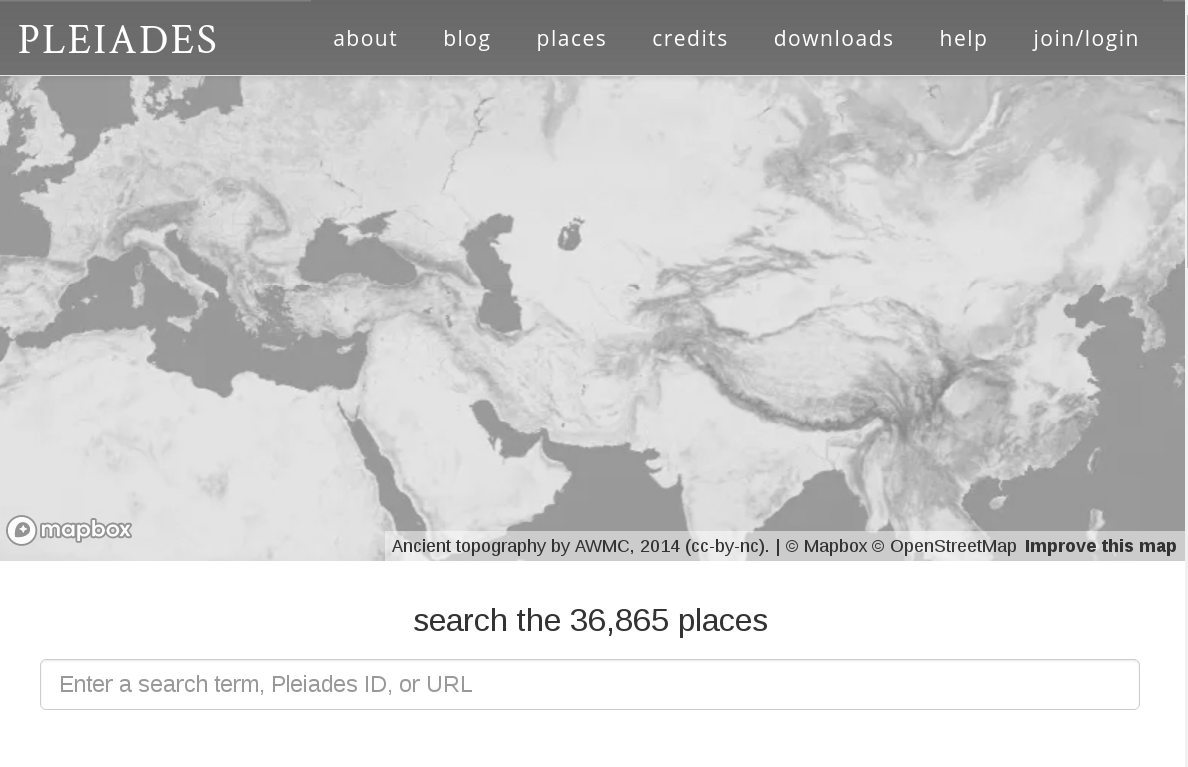 PLEIADES
about blog places credits downloads help join/login
mapbox
Ancient topography by AWMC, 2014 (cc-by-nc). | © Mapbox © OpenStreetMap Improve this map
search the 36,865 places
Enter a search term, Pleiades ID, or URL